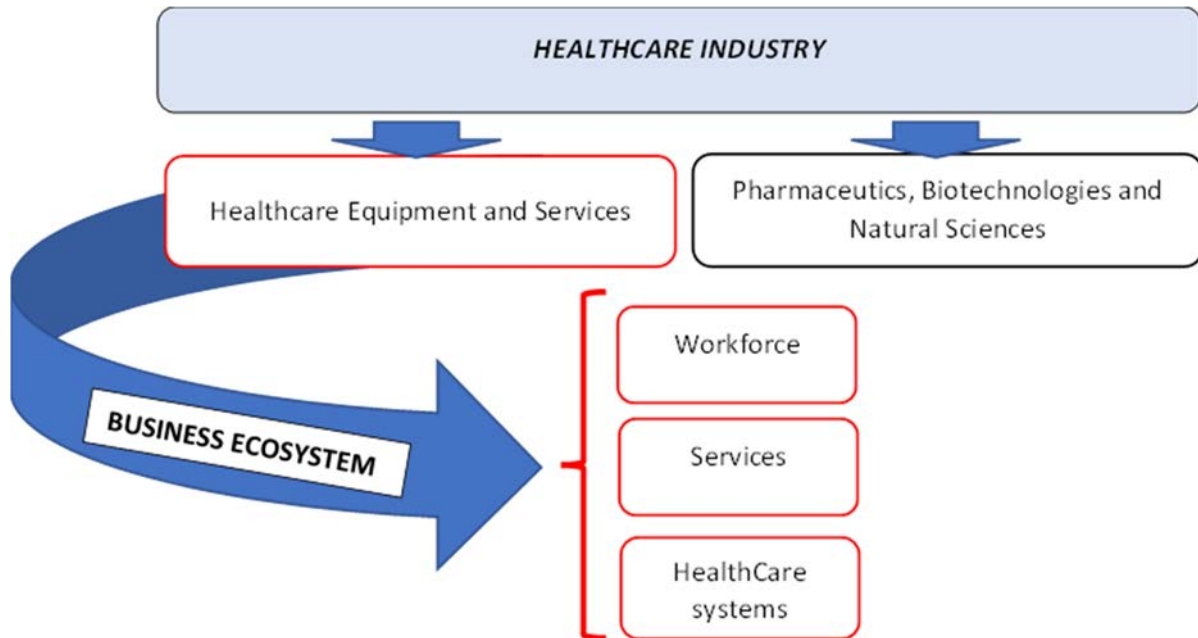 HEALTHCARE INDUSTRY
Healthcare Equipment and Services
Pharmaceutics, Biotechnologies and
Natural Sciences
BUSINESS ECOSYSTEM
Workforce
Services
HealthCare
systems